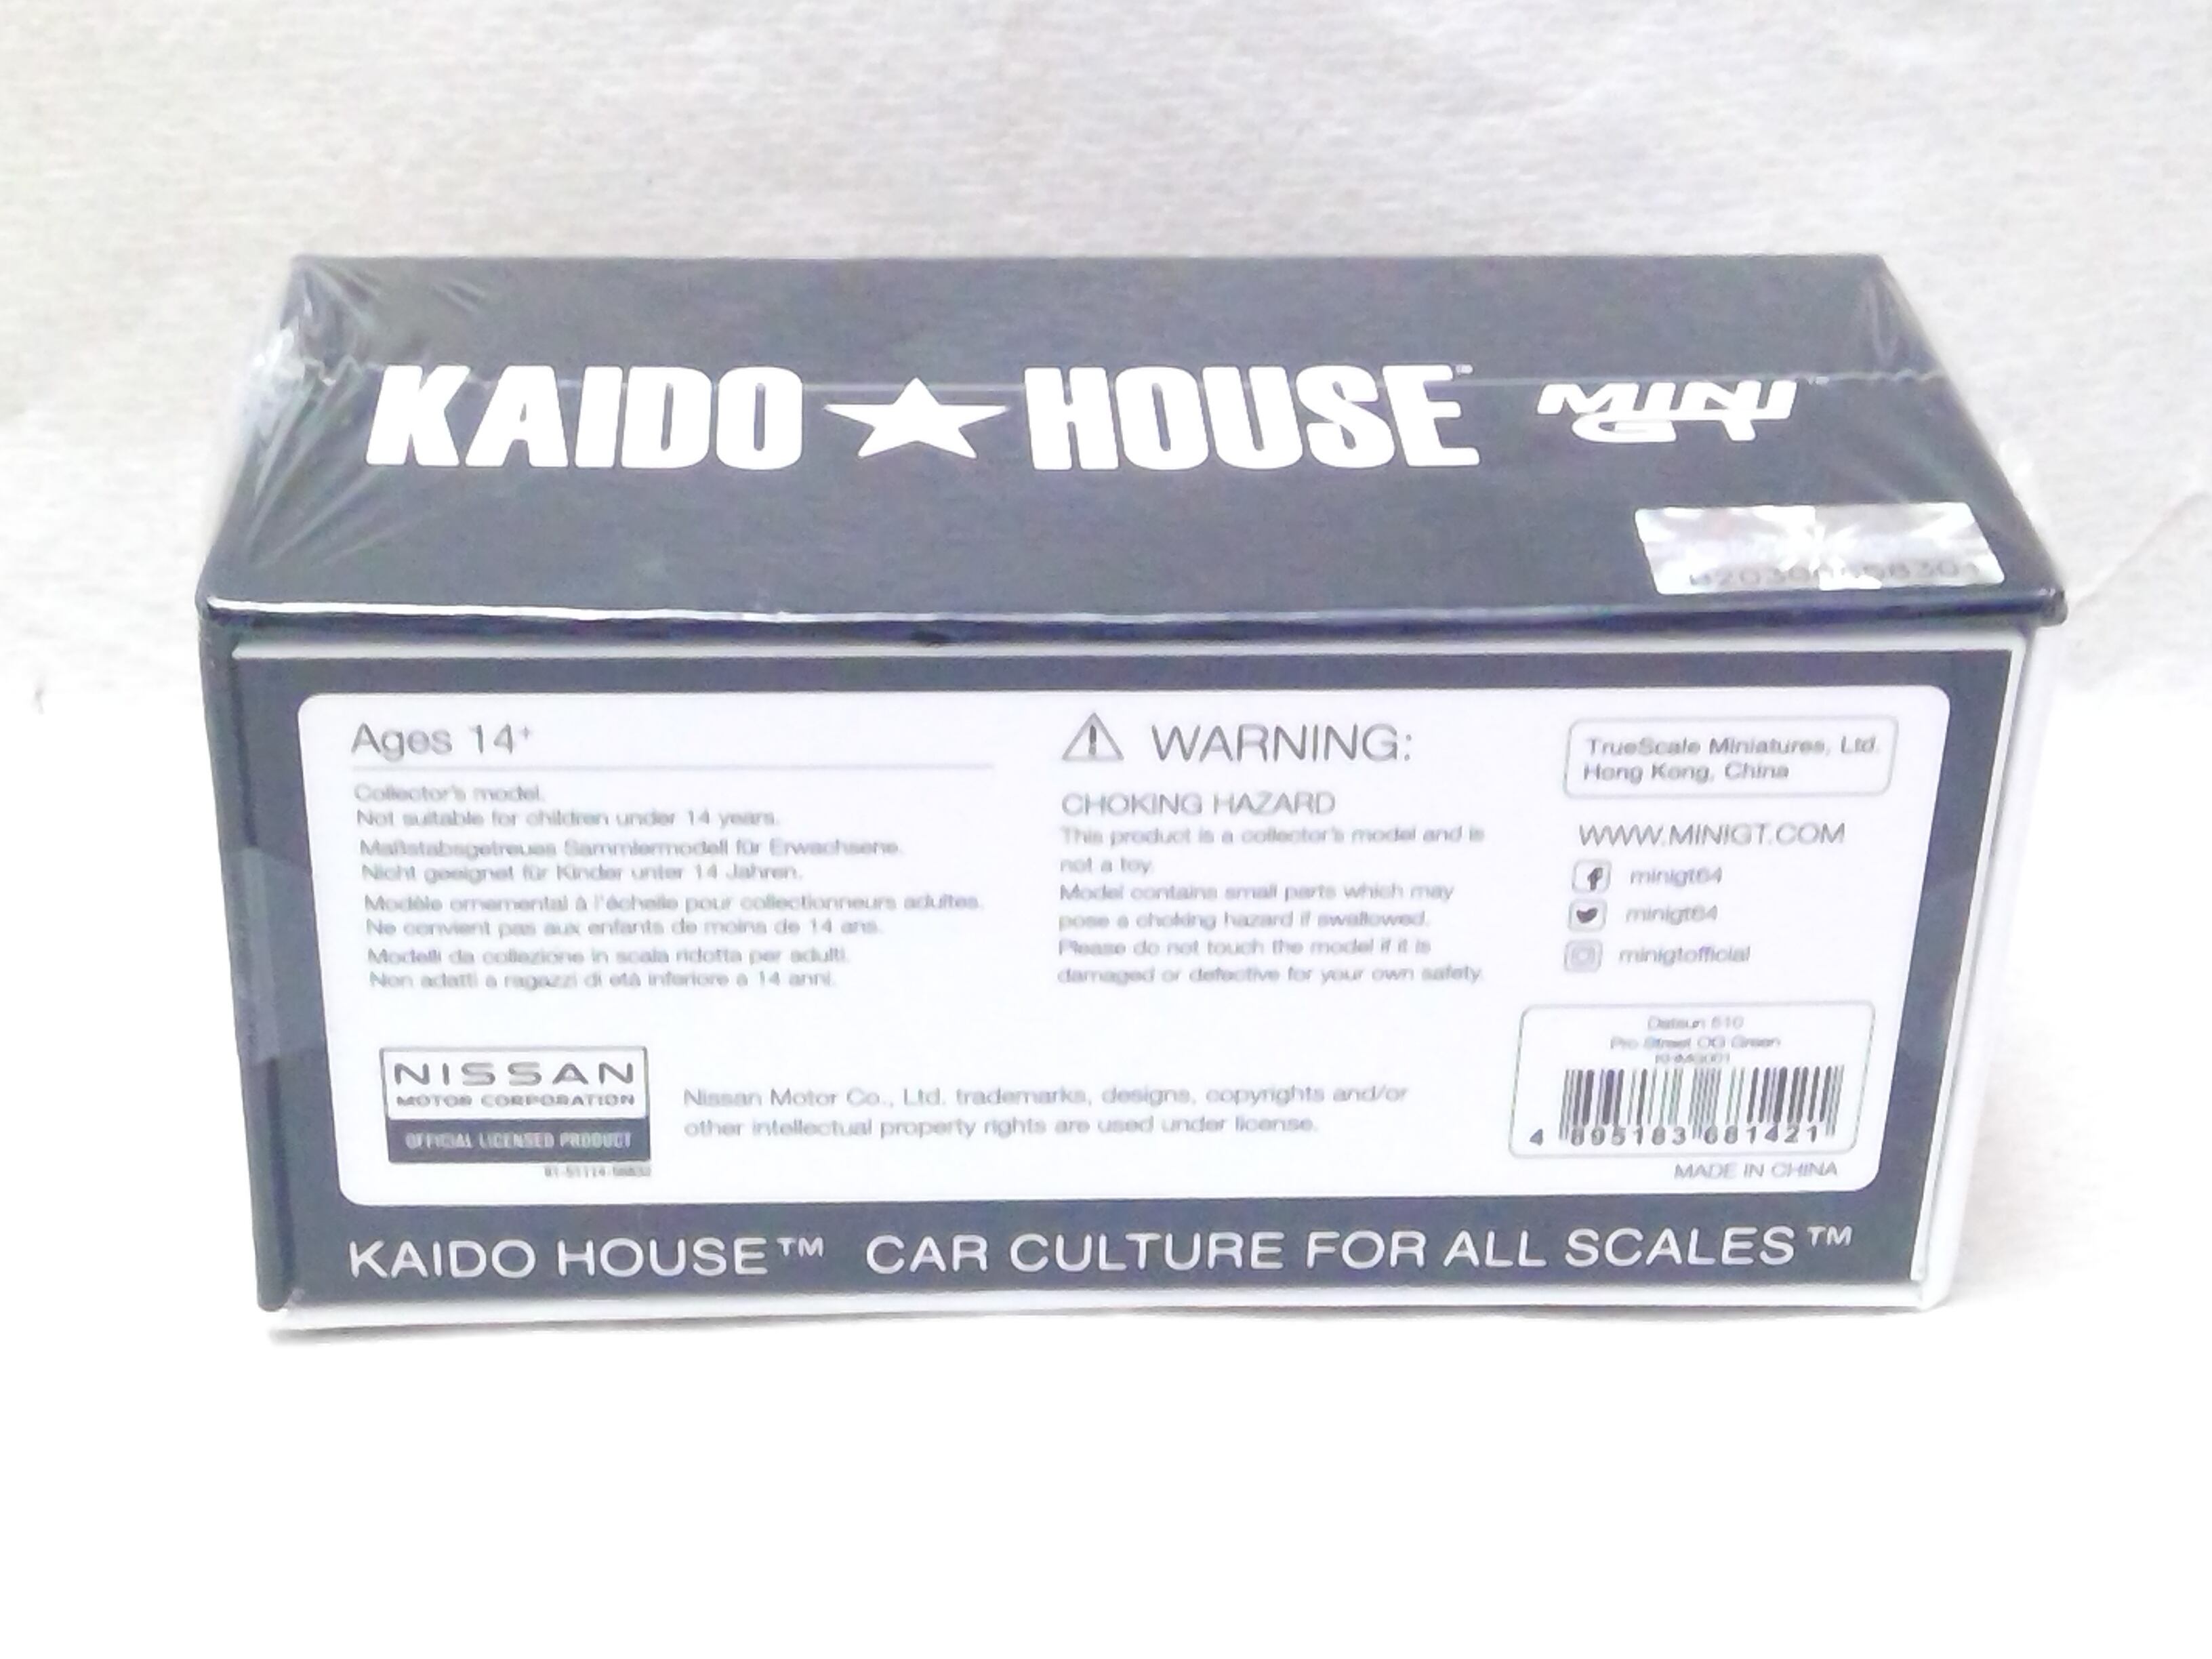 KAIDO ★ HOUSE™ MINI GT™
Ages 14+
Collector's model.
Not suitable for children under 14 years.
Maßstabsgetreues Sammlermodell für Erwachsene.
Nicht geeignet für Kinder unter 14 Jahren.
Modèle ornemental à l'échelle pour collectionneurs adultes.
Ne convient pas aux enfants de moins de 14 ans.
Modelli da collezione in scala ridotta per adulti.
Non adatti a ragazzi di età inferiore a 14 anni.
WARNING:
CHOKING HAZARD
This product is a collector's model and is
not a toy.
Model contains small parts which may
pose a choking hazard if swallowed.
Please do not touch the model if it is
damaged or defective for your own safety.
TrueScale Miniatures, Ltd.
Hong Kong, China
WWW.MINIGT.COM
minigt64
minigt64
minigtofficial
NISSAN
MOTOR CORPORATION
OFFICIAL LICENSED PRODUCT
Nissan Motor Co., Ltd. trademarks, designs, copyrights and/or
other intellectual property rights are used under license.
Datsun 510
Pro Street OG Green
KHMG001
4 895183 681421
MADE IN CHINA
KAIDO HOUSE™ CAR CULTURE FOR ALL SCALES™